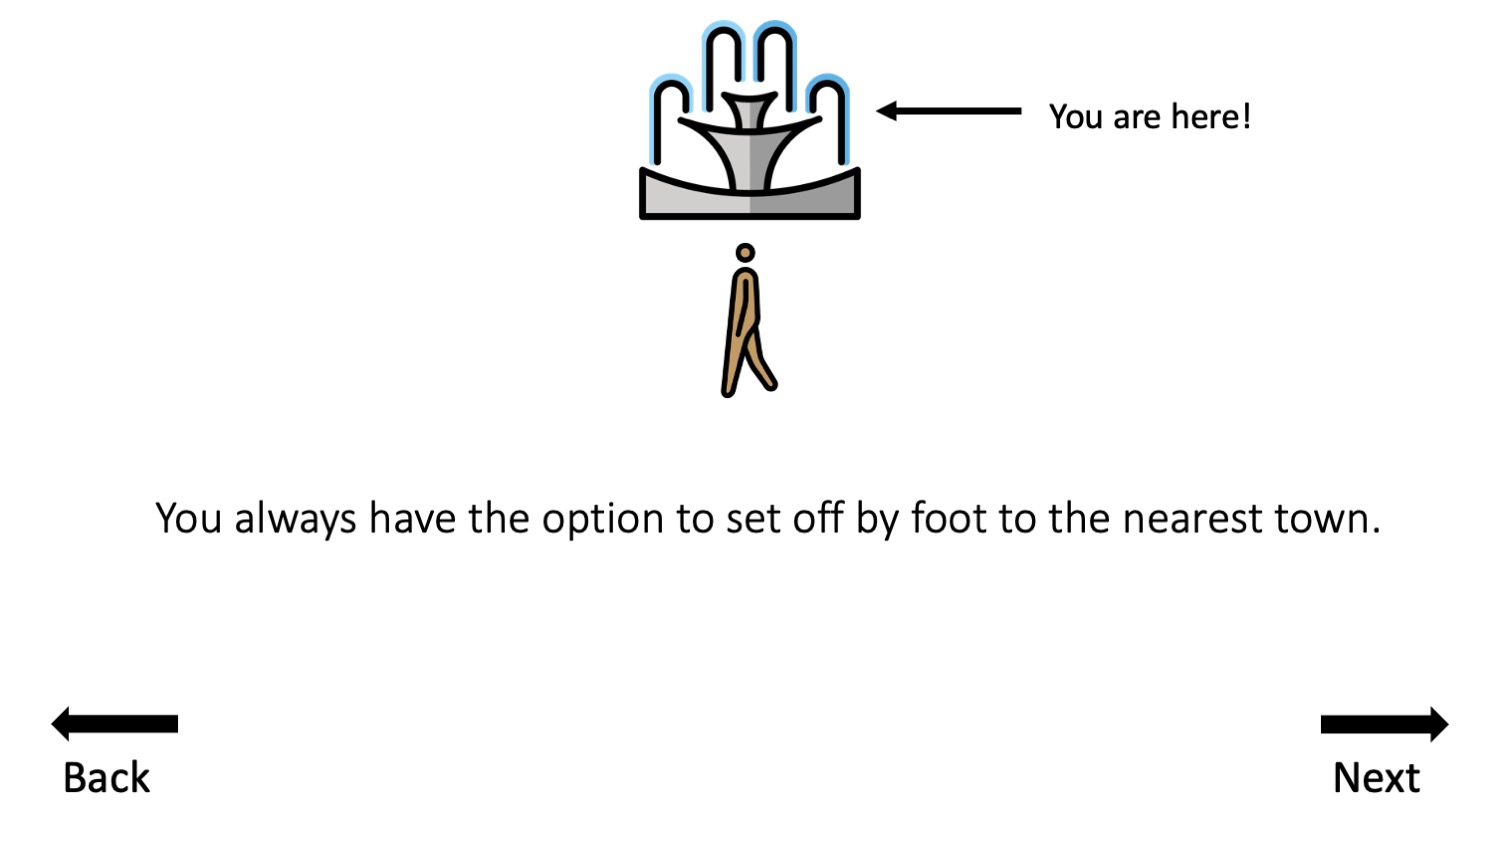 You are here!
You always have the option to set off by foot to the nearest town.
Back
Next